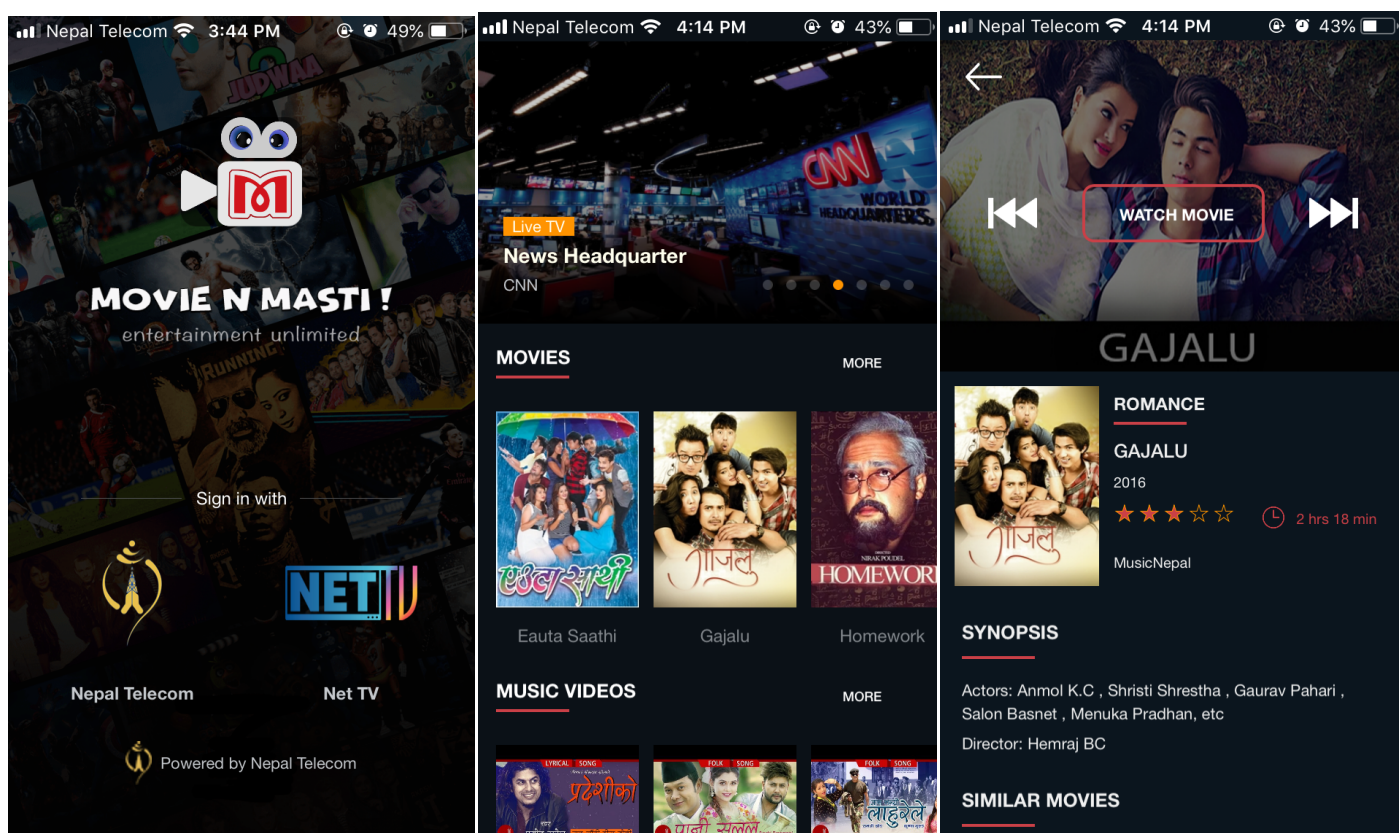 Nepal Telecom 3:44 PM 49%
JUDWAA
2
M
MOVIE N MASTI !
entertainment unlimited
RUNNING
Sign in with
NET TV
Nepal Telecom Net TV
Powered by Nepal Telecom
Nepal Telecom 4:14 PM 43%
CNN
WORLD
HEADQUARTERS
Live TV
News Headquarter
CNN
MOVIES MORE
एउटा साथी
गाजलु
NIRAK POUDEL
HOMEWORK
Eauta Saathi Gajalu Homework
MUSIC VIDEOS MORE
LYRICAL SONG
प्रदेशीको
FOLK SONG
पानी सलल
FOLK SONG
लाहुरेले
Nepal Telecom 4:14 PM 43%
WATCH MOVIE
GAJALU
गाजलु
ROMANCE
GAJALU
2016
2 hrs 18 min
MusicNepal
SYNOPSIS
Actors: Anmol K.C , Shristi Shrestha , Gaurav Pahari ,
Salon Basnet , Menuka Pradhan, etc
Director: Hemraj BC
SIMILAR MOVIES